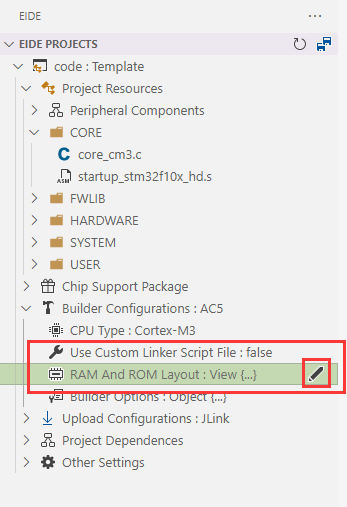 EIDE
EIDE PROJECTS
code : Template
Project Resources
Peripheral Components
CORE
C core_cm3.c
ASM startup_stm32f10x_hd.s
FWLIB
HARDWARE
SYSTEM
USER
Chip Support Package
Builder Configurations : AC5
CPU Type : Cortex-M3
Use Custom Linker Script File : false
RAM And ROM Layout : View {...}
Builder Options : Object {...}
Upload Configurations : JLink
Project Dependences
Other Settings